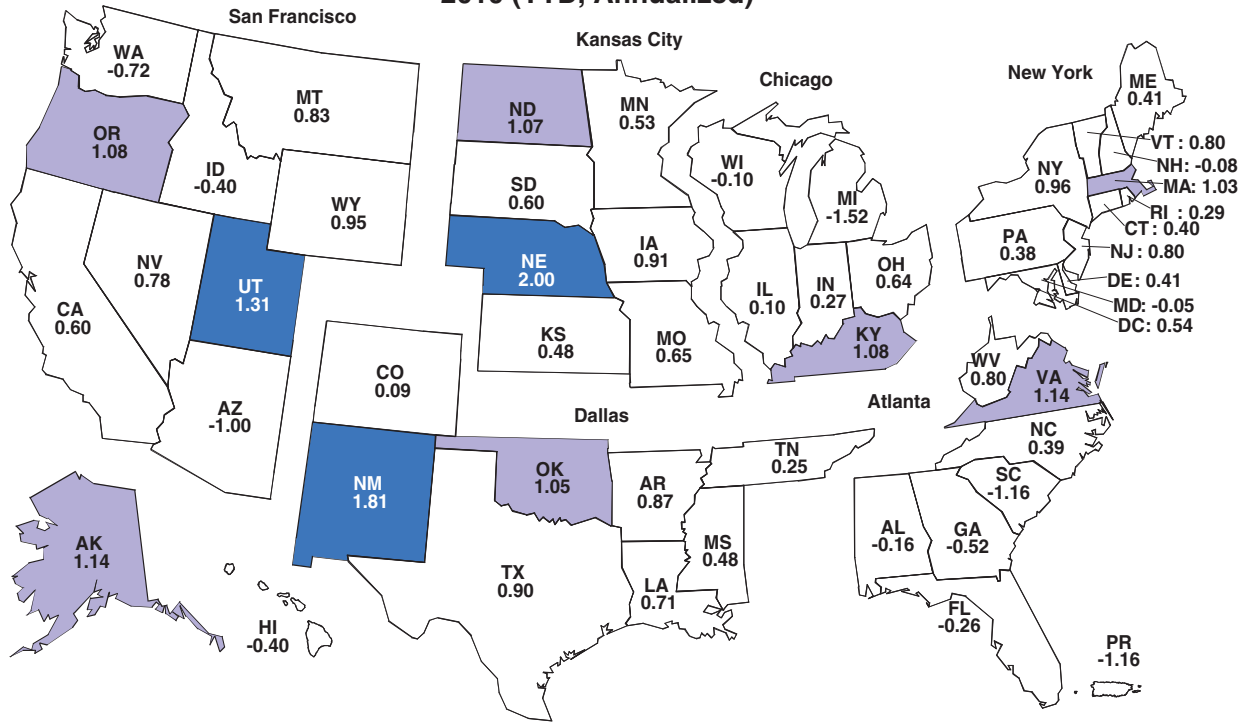 2010 (YTD, Annualized)
San Francisco
Kansas City
Chicago
New York
WA
-0.72
OR
1.08
MT
0.83
ID
-0.40
WY
0.95
NV
0.78
UT
1.31
CA
0.60
AZ
-1.00
ND
1.07
MN
0.53
SD
0.60
NE
2.00
IA
0.91
KS
0.48
MO
0.65
CO
0.09
WI
-0.10
MI
-1.52
IL
0.10
IN
0.27
OH
0.64
KY
1.08
ME
0.41
VT : 0.80
NH: -0.08
MA: 1.03
RI : 0.29
CT: 0.40
NJ : 0.80
DE: 0.41
MD: -0.05
DC: 0.54
NY
0.96
PA
0.38
WV
0.80
VA
1.14
Dallas
Atlanta
NM
1.81
OK
1.05
AR
0.87
TN
0.25
NC
0.39
SC
-1.16
MS
0.48
AL
-0.16
GA
-0.52
TX
0.90
LA
0.71
FL
-0.26
AK
1.14
HI
-0.40
PR
-1.16